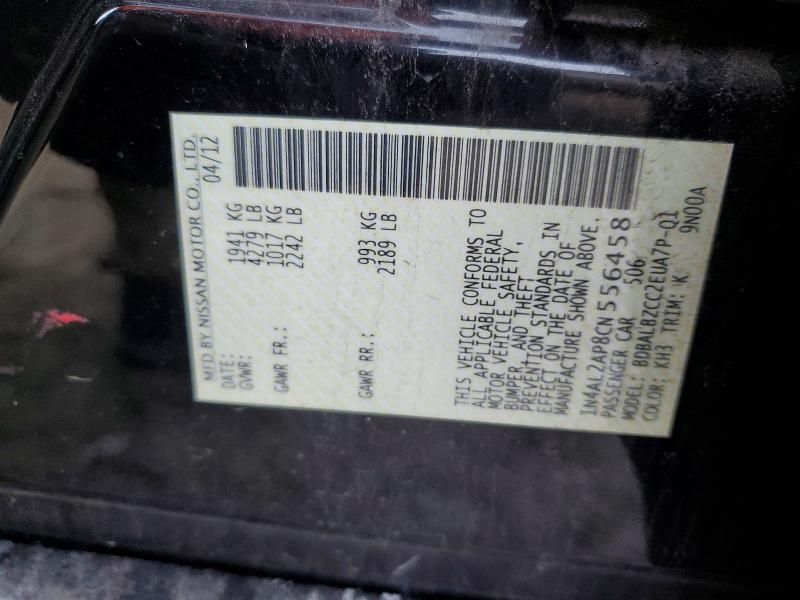 MFD BY NISSAN MOTOR CO., LTD.
DATE: 04/12
GVWR: 1941 KG
4279 LB
GAWR FR.: 1017 KG
2242 LB
GAWR RR.: 993 KG
2189 LB
THIS VEHICLE CONFORMS TO
ALL APPLICABLE FEDERAL
MOTOR VEHICLE SAFETY,
BUMPER, AND THEFT
PREVENTION STANDARDS IN
EFFECT ON THE DATE OF
MANUFACTURE SHOWN ABOVE.
1N4AL2AP8CN556458
PASSENGER CAR S06
MODEL: BDBALBZCC2EUA7P-Q1
COLOR: KH3 TRIM: K 9N00A